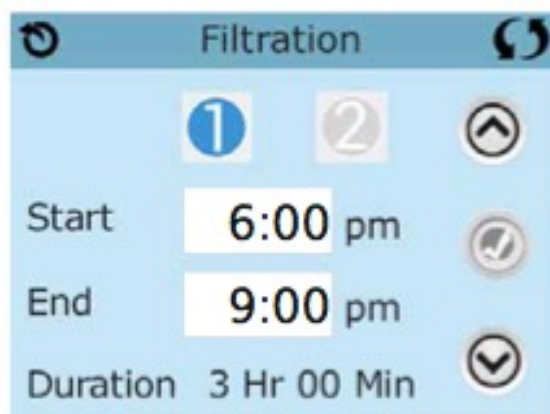 Filtration
1 2
Start 6:00 pm
End 9:00 pm
Duration 3 Hr 00 Min